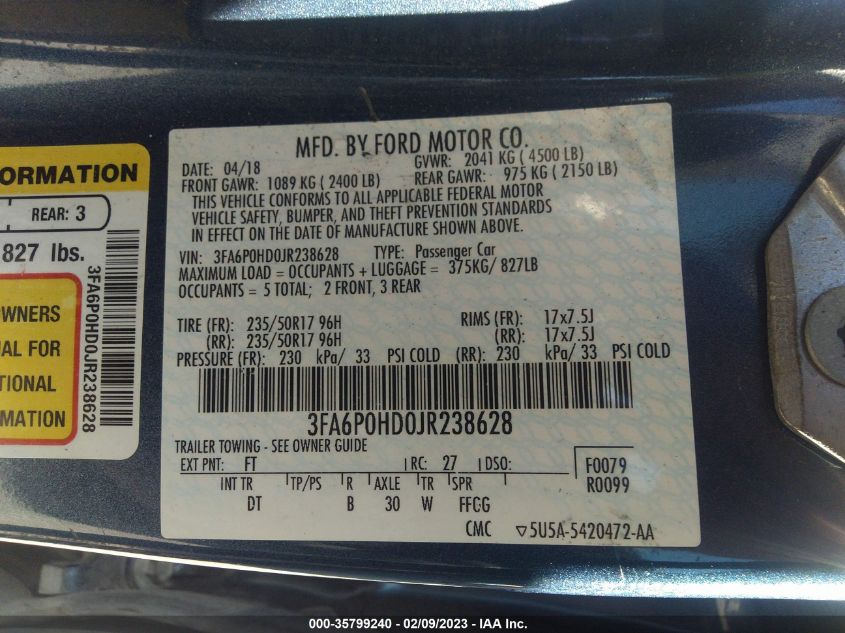 ORMATION
REAR: 3
827 lbs.
WNERS
AL FOR
TIONAL
MATION
3FA6P0HD0JR238628
MFD. BY FORD MOTOR CO.
DATE: 04/18 GVWR: 2041 KG ( 4500 LB)
FRONT GAWR: 1089 KG ( 2400 LB) REAR GAWR: 975 KG ( 2150 LB)
THIS VEHICLE CONFORMS TO ALL APPLICABLE FEDERAL MOTOR
VEHICLE SAFETY, BUMPER, AND THEFT PREVENTION STANDARDS
IN EFFECT ON THE DATE OF MANUFACTURE SHOWN ABOVE.
VIN: 3FA6P0HD0JR238628 TYPE: Passenger Car
MAXIMUM LOAD = OCCUPANTS + LUGGAGE = 375KG/ 827LB
OCCUPANTS = 5 TOTAL; 2 FRONT, 3 REAR
TIRE (FR): 235/50R17 96H RIMS (FR): 17x7.5J
(RR): 235/50R17 96H (RR): 17x7.5J
PRESSURE (FR): 230 kPa/ 33 PSI COLD (RR): 230 kPa/ 33 PSI COLD
3FA6P0HD0JR238628
TRAILER TOWING - SEE OWNER GUIDE
EXT PNT: FT RC: 27 DSO: F0079
INT TR TP/PS R AXLE TR SPR R0099
DT B 30 W FFCG
CMC ▽5U5A-5420472-AA
000-35799240 - 02/09/2023 - IAA Inc.